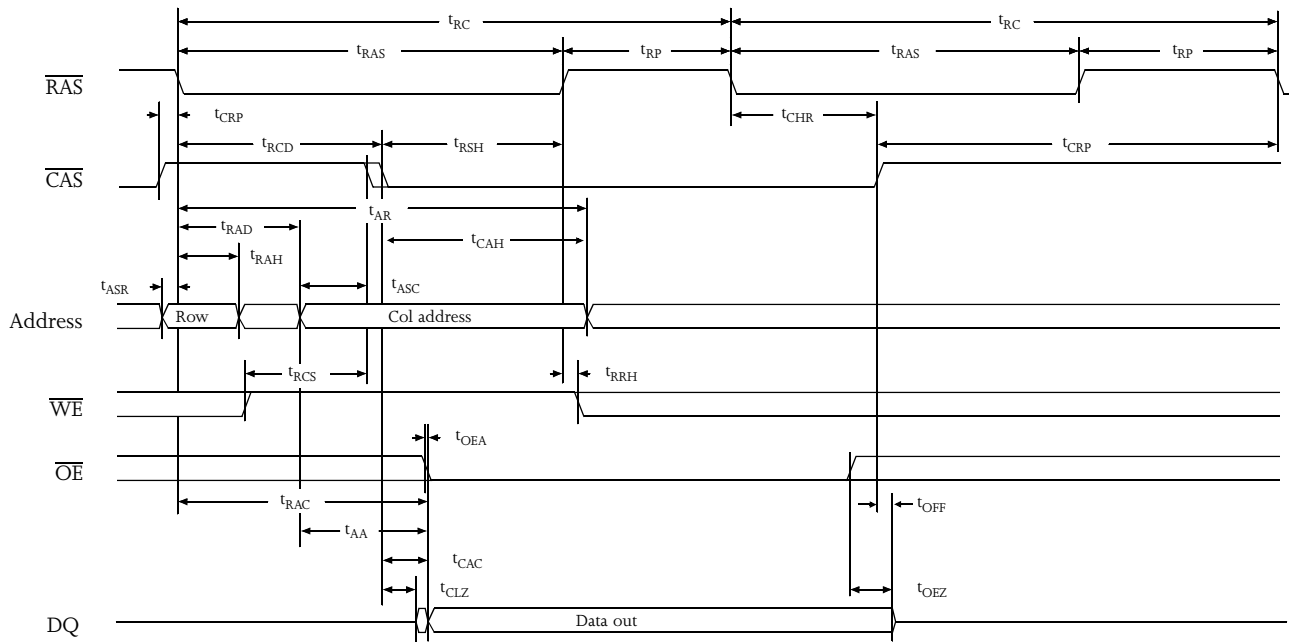 tRC tRC
tRAS tRP tRAS tRP
RAS
tCRP tCHR
tRCD tRSH tCRP
CAS
tAR
tRAD tCAH
tRAH
tASR tASC
Address Row Col address
tRCS tRRH
WE
tOEA
OE
tRAC tOFF
tAA
tCAC
tCLZ tOEZ
DQ Data out